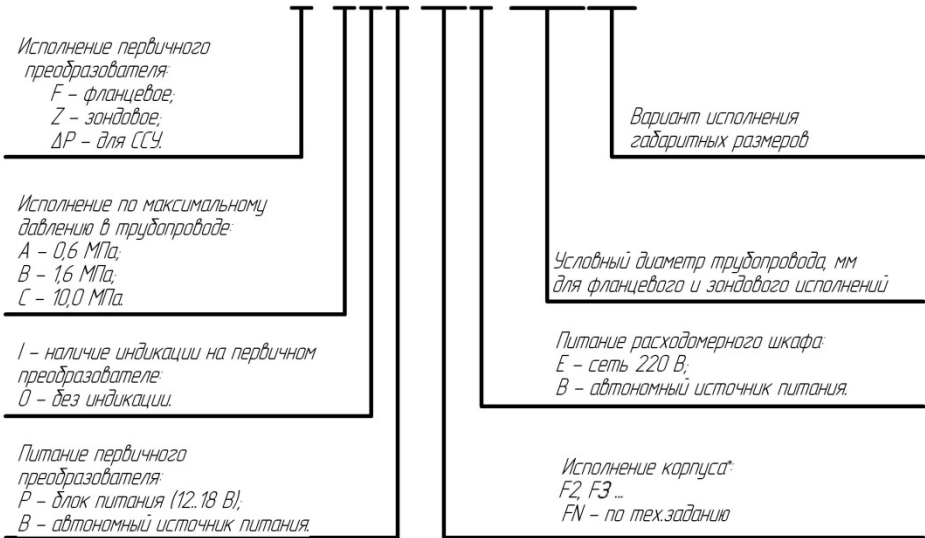 Исполнение первичного
преобразователя:
F – фланцевое;
Z – зондовое;
ΔP – для ССУ.
Исполнение по максимальному
давлению в трубопроводе:
A – 0,6 МПа;
B – 1,6 МПа;
C – 10,0 МПа.
I – наличие индикации на первичном
преобразователе:
O – без индикации.
Питание первичного
преобразователя:
P – блок питания (12..18 В);
B – автономный источник питания.
Вариант исполнения
габаритных размеров
Условный диаметр трубопровода, мм
для фланцевого и зондового исполнений
Питание расходомерного шкафа:
E – сеть 220 В;
B – автономный источник питания.
Исполнение корпуса*:
F2, F3 ...
FN – по тех.заданию